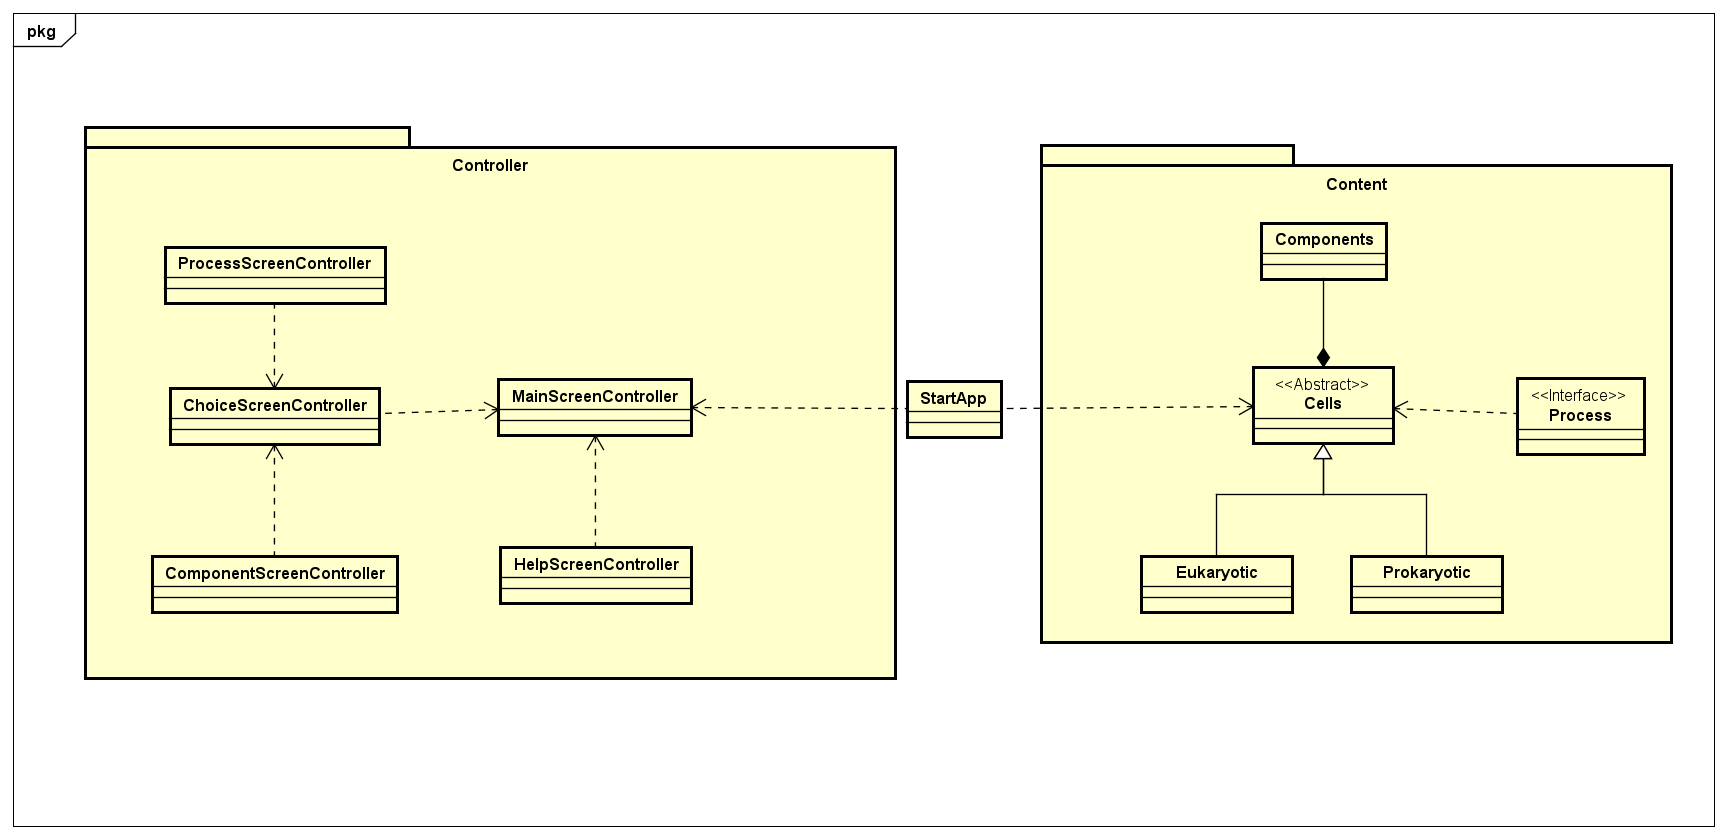 pkg
Controller
Content
ProcessScreenController
Components
ChoiceScreenController
MainScreenController
StartApp
<<Abstract>>
Cells
<<Interface>>
Process
ComponentScreenController
HelpScreenController
Eukaryotic
Prokaryotic